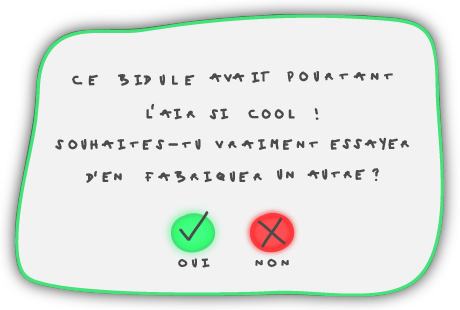 CE BIDULE AVAIT POURTANT
L'AIR SI COOL !
SOUHAITES-TU VRAIMENT ESSAYER
D'EN FABRIQUER UN AUTRE ?
OUI NON